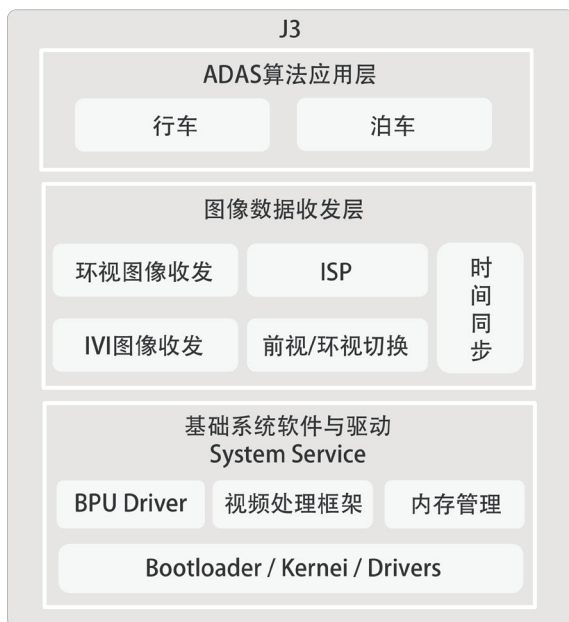 J3
ADAS算法应用层
行车
泊车
图像数据收发层
环视图像收发
ISP
时间同步
IVI图像收发
前视/环视切换
基础系统软件与驱动
System Service
BPU Driver
视频处理框架
内存管理
Bootloader / Kernei / Drivers